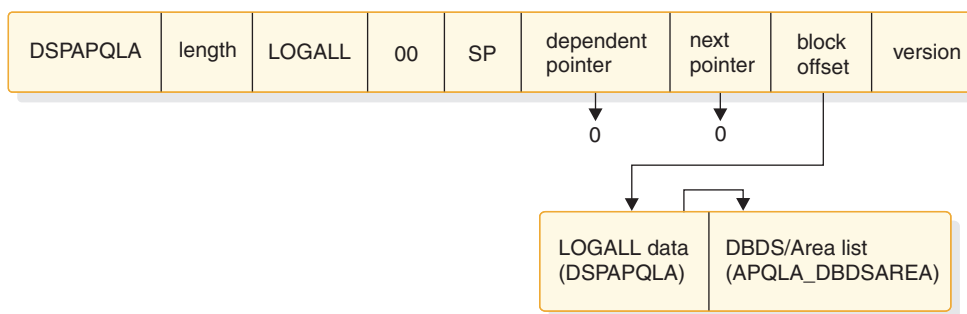 DSPAPQLA length LOGALL 00 SP dependent pointer next pointer block offset version
0 0
LOGALL data
(DSPAPQLA)
DBDS/Area list
(APQLA_DBDSAREA)